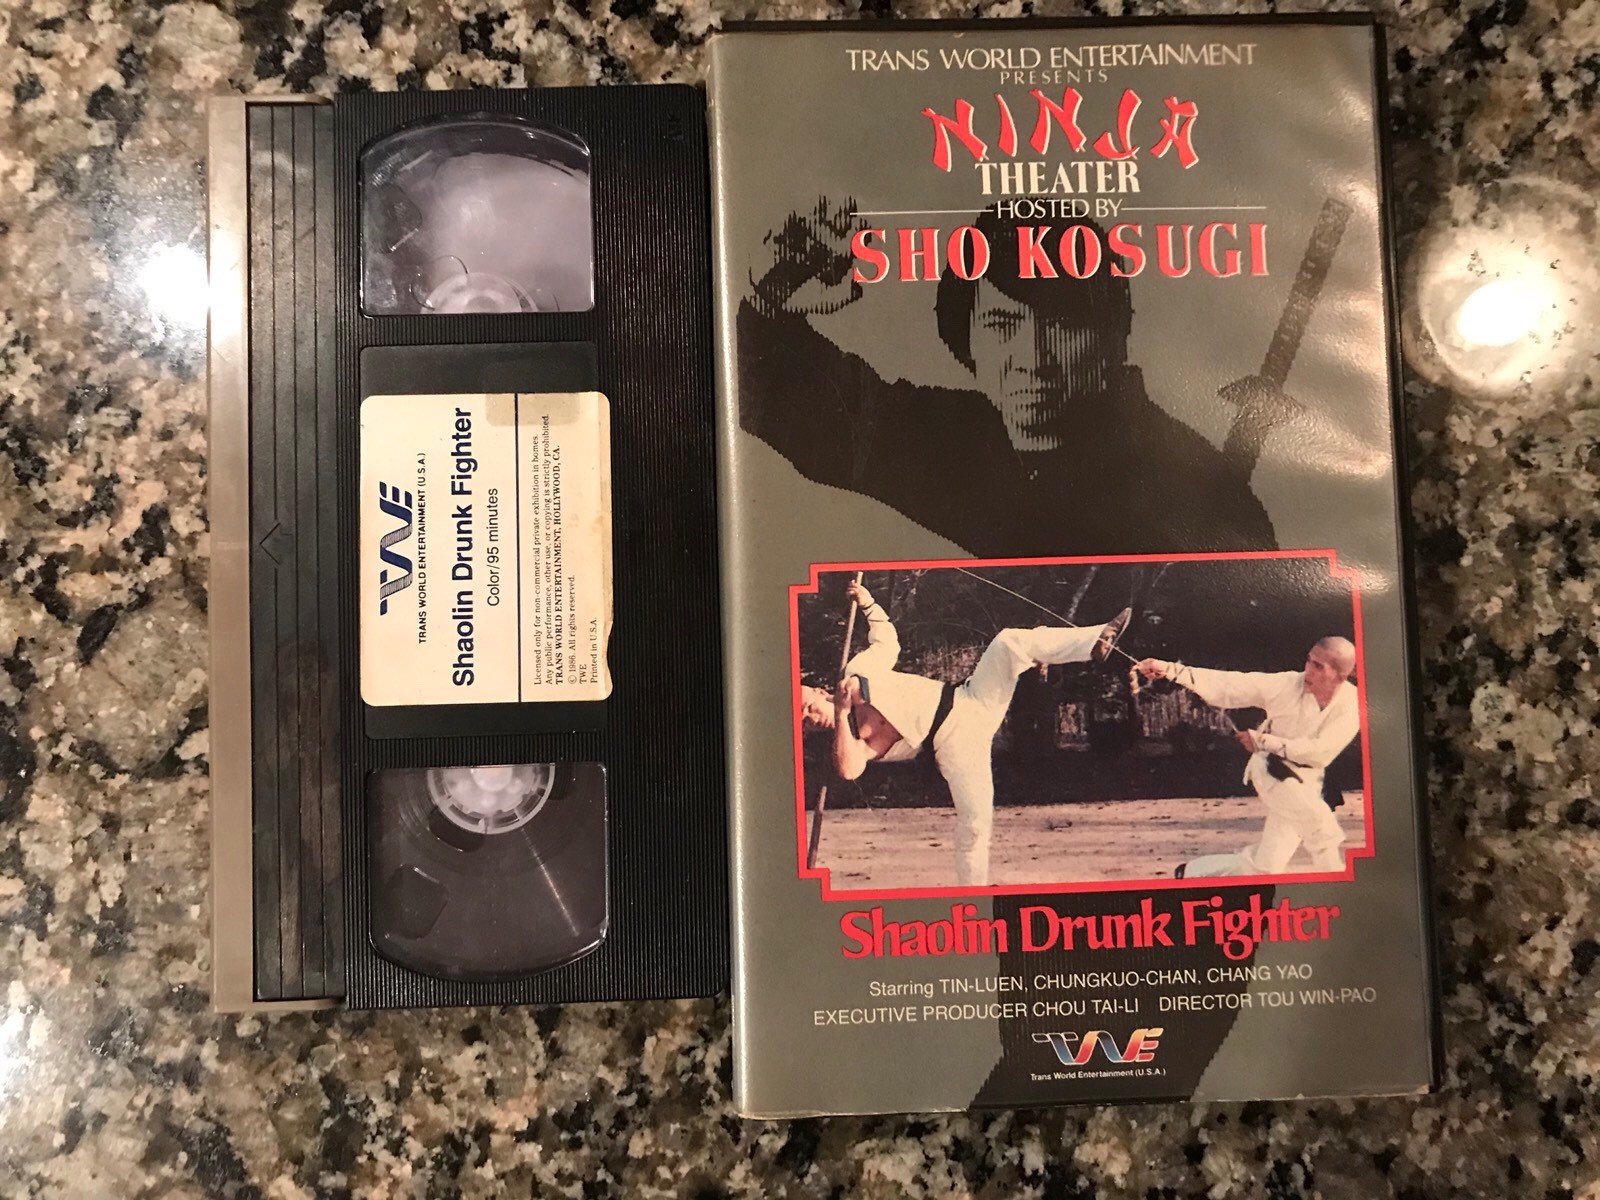 TWE
TRANS WORLD ENTERTAINMENT (U.S.A.)
Shaolin Drunk Fighter
Color/95 minutes
Licensed only for non-commercial private exhibition in homes.
Any public performance, other use, or copying is strictly prohibited.
TRANS WORLD ENTERTAINMENT, HOLLYWOOD, CA.
© 1986. All rights reserved.
TWE
Printed in U.S.A.
TRANS WORLD ENTERTAINMENT
PRESENTS
NINJA
THEATER
HOSTED BY
SHO KOSUGI
Shaolin Drunk Fighter
Starring TIN-LUEN, CHUNGKUO-CHAN, CHANG YAO
EXECUTIVE PRODUCER CHOU TAI-LI DIRECTOR TOU WIN-PAO
TWE
Trans World Entertainment (U.S.A.)